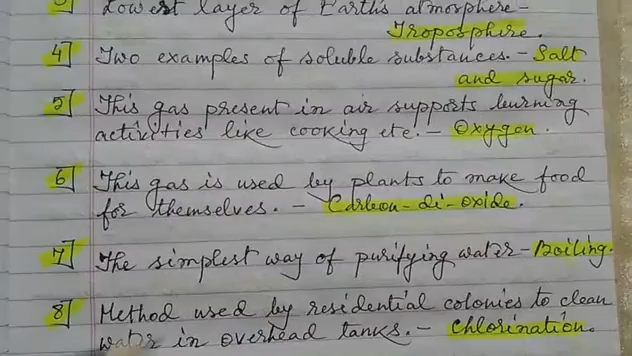 3] Lowest layer of Earth's atmosphere -
Troposphere.
4] Two examples of soluble substances. - Salt
and sugar.
5] This gas present in air supports burning
activities like cooking etc. - Oxygen.
6] This gas is used by plants to make food
for themselves. - Carbon-di-oxide.
7] The simplest way of purifying water - Boiling.
8] Method used by residential colonies to clean
water in overhead tanks. - Chlorination.